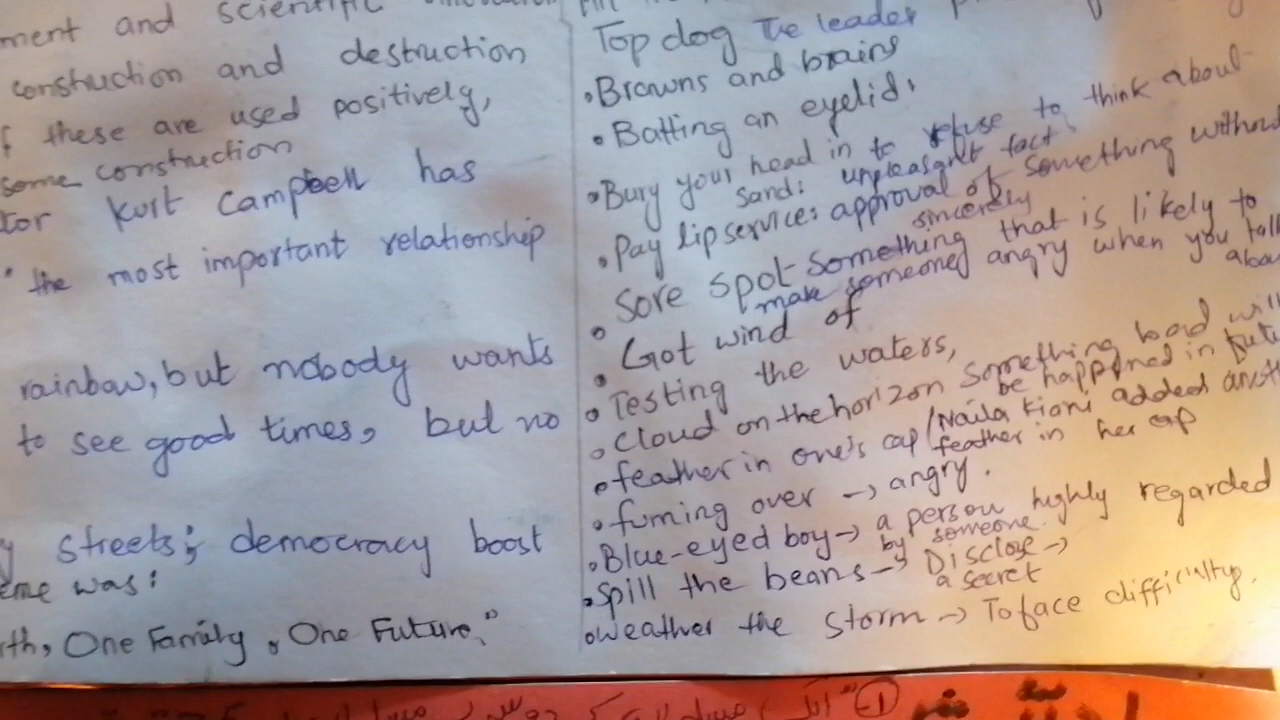 ment and scientific
construction and destruction
f these are used positively,
some construction
tor kurt Campbell has
the most important relationship
rainbow, but nobody wants
to see good times, but no
streets; democracy boost
eme was:
rth, One Family, One Future."
Top dog The leader
• Brawns and brains
• Batting an eyelid:
• Bury your head in to refuse to think about
sand: unpleasant fact
• Pay lip service: approval of something without
sincerely
• Sore spot something that is likely to
make someoned angry when you talk
about
• Got wind of
• Testing the waters,
• cloud on the horizon something bad will
be happened in
• feather in one's cap (Naila Kiani added anoth
feather in her cap
• fuming over → angry.
• Blue-eyed boy → a person highly regarded
by someone.
• Spill the beans → Disclose →
a secret
• Weather the storm → To face difficulty.
①